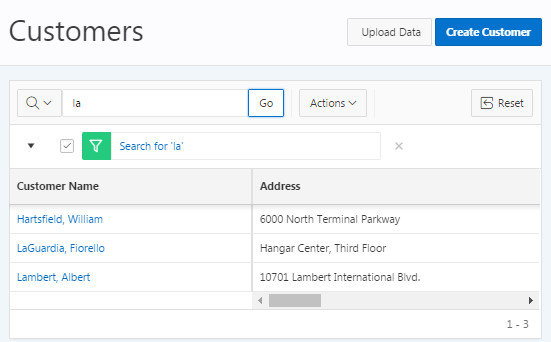 Customers
Upload Data
Create Customer
la
Go
Actions
Reset
Search for 'la'
Customer Name Address
Hartsfield, William 6000 North Terminal Parkway
LaGuardia, Fiorello Hangar Center, Third Floor
Lambert, Albert 10701 Lambert International Blvd.
1 - 3